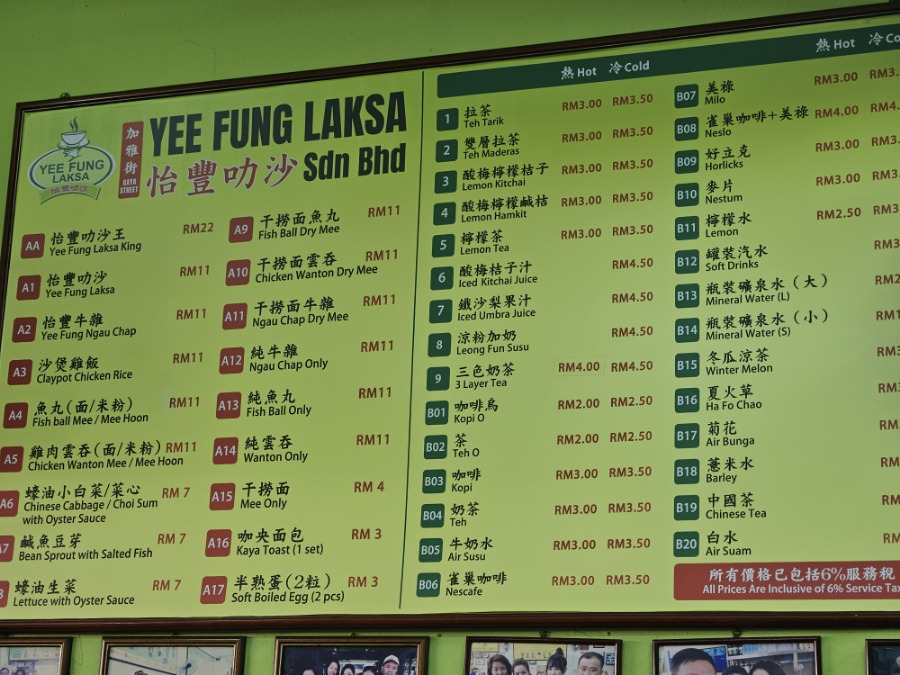 YEE FUNG
LAKSA
怡豐叻沙
加雅街
GAYA
STREET
YEE FUNG LAKSA
怡豐叻沙 Sdn Bhd
AA 怡豐叻沙王 RM22
Yee Fung Laksa King
A1 怡豐叻沙 RM11
Yee Fung Laksa
A2 怡豐牛雜 RM11
Yee Fung Ngau Chap
A3 沙煲雞飯 RM11
Claypot Chicken Rice
A4 魚丸(面/米粉) RM11
Fish ball Mee / Mee Hoon
A5 雞肉雲吞(面/米粉) RM11
Chicken Wanton Mee / Mee Hoon
A6 蠔油小白菜/菜心 RM 7
Chinese Cabbage / Choi Sum
with Oyster Sauce
A7 鹹魚豆芽 RM 7
Bean Sprout with Salted Fish
蠔油生菜 RM 7
Lettuce with Oyster Sauce
A9 干撈面魚丸 RM11
Fish Ball Dry Mee
A10 干撈面雲吞 RM11
Chicken Wanton Dry Mee
A11 干撈面牛雜 RM11
Ngau Chap Dry Mee
A12 純牛雜 RM11
Ngau Chap Only
A13 純魚丸 RM11
Fish Ball Only
A14 純雲吞 RM11
Wanton Only
A15 干撈面 RM 4
Mee Only
A16 咖央面包 RM 3
Kaya Toast (1 set)
A17 半熟蛋(2粒) RM 3
Soft Boiled Egg (2 pcs)
熱 Hot 冷 Cold
1 拉茶 RM3.00 RM3.50
Teh Tarik
2 雙層拉茶 RM3.00 RM3.50
Teh Maderas
3 酸梅檸檬桔子 RM3.00 RM3.50
Lemon Kitchai
4 酸梅檸檬鹹桔 RM3.00 RM3.50
Lemon Hamkit
5 檸檬茶 RM3.00 RM3.50
Lemon Tea
6 酸梅桔子汁 RM4.50
Iced Kitchai Juice
7 鐵沙梨果汁 RM4.50
Iced Umbra Juice
8 涼粉加奶 RM4.50
Leong Fun Susu
9 三色奶茶 RM4.00 RM4.50
3 Layer Tea
B01 咖啡烏 RM2.00 RM2.50
Kopi O
B02 茶 RM2.00 RM2.50
Teh O
B03 咖啡 RM3.00 RM3.50
Kopi
B04 奶茶 RM3.00 RM3.50
Teh
B05 牛奶水 RM3.00 RM3.50
Air Susu
B06 雀巢咖啡 RM3.00 RM3.50
Nescafe
熱 Hot 冷 Co
B07 美祿 RM3.00 RM3.
Milo
B08 雀巢咖啡+美祿 RM4.00 RM4.
Neslo
B09 好立克 RM3.00 RM3.
Horlicks
B10 麥片 RM3.00 RM3.
Nestum
B11 檸檬水 RM2.50 RM3
Lemon
B12 罐裝汽水 RM3
Soft Drinks
B13 瓶裝礦泉水(大) RM2
Mineral Water (L)
B14 瓶裝礦泉水(小) RM1
Mineral Water (S)
B15 冬瓜涼茶 RM3
Winter Melon
B16 夏火草 RM3
Ha Fo Chao
B17 菊花 RM
Air Bunga
B18 薏米水 RM
Barley
B19 中國茶 RM
Chinese Tea
B20 白水 RM
Air Suam
所有價格已包括6%服務稅
All Prices Are Inclusive of 6% Service Tax